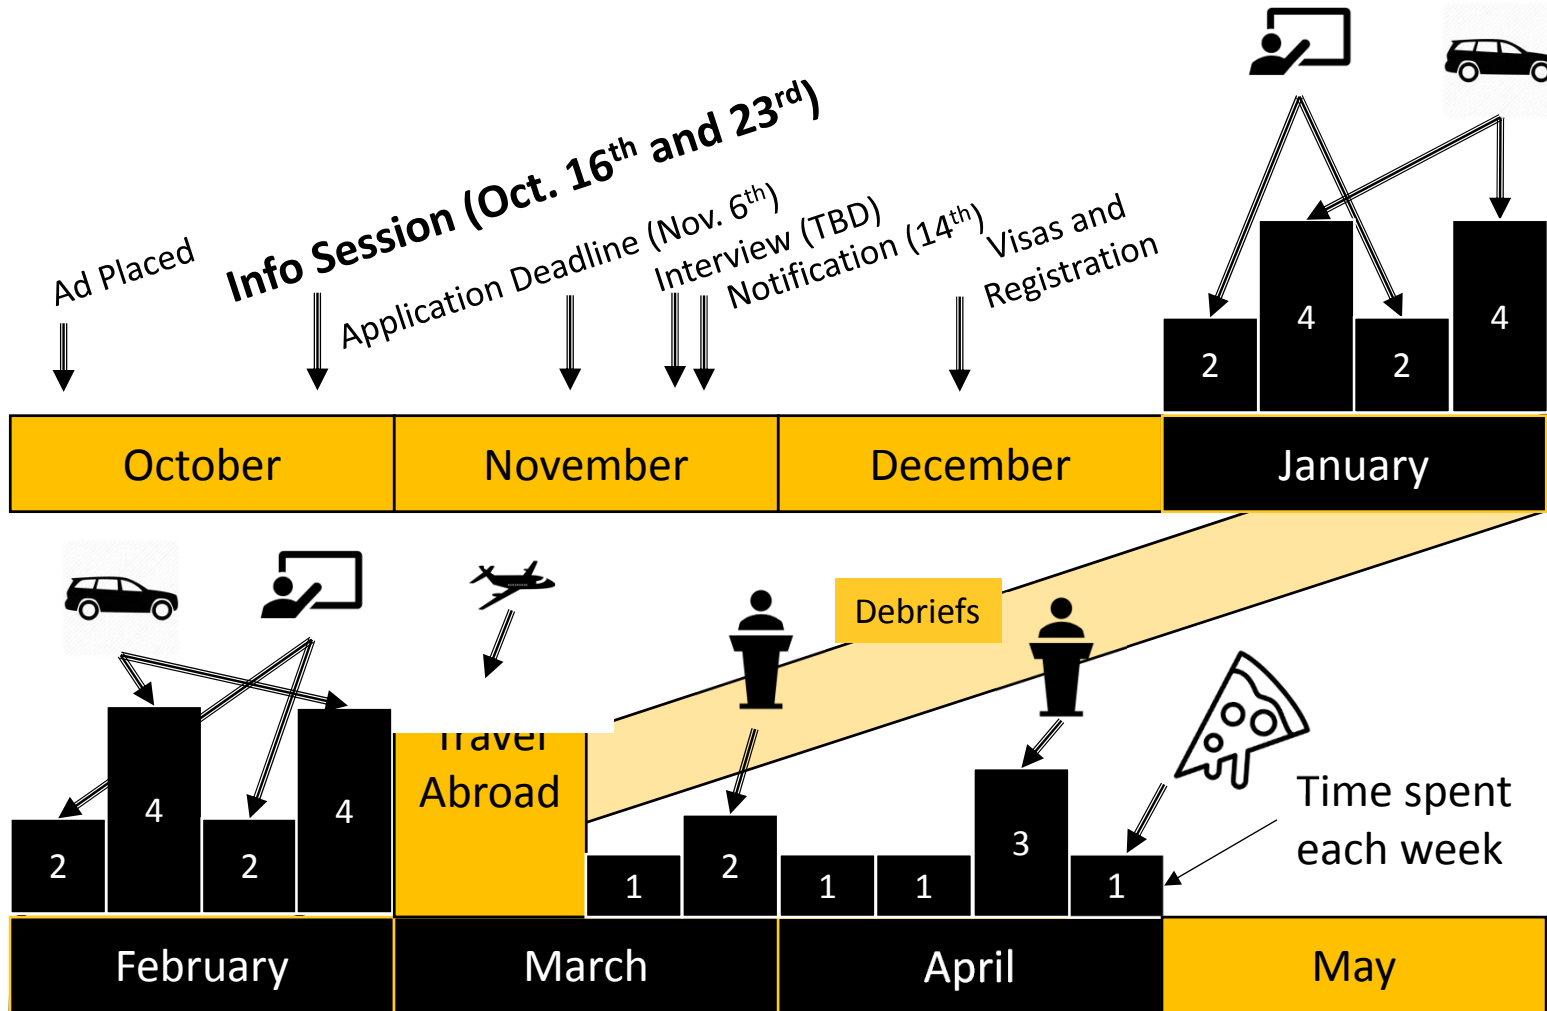 Ad Placed
Info Session (Oct. 16th and 23rd)
Application Deadline (Nov. 6th)
Interview (TBD)
Notification (14th)
Visas and
Registration
2
4
2
4
October
November
December
January
Debriefs
2
4
2
4
Travel
Abroad
1
2
1
1
3
1
Time spent
each week
February
March
April
May